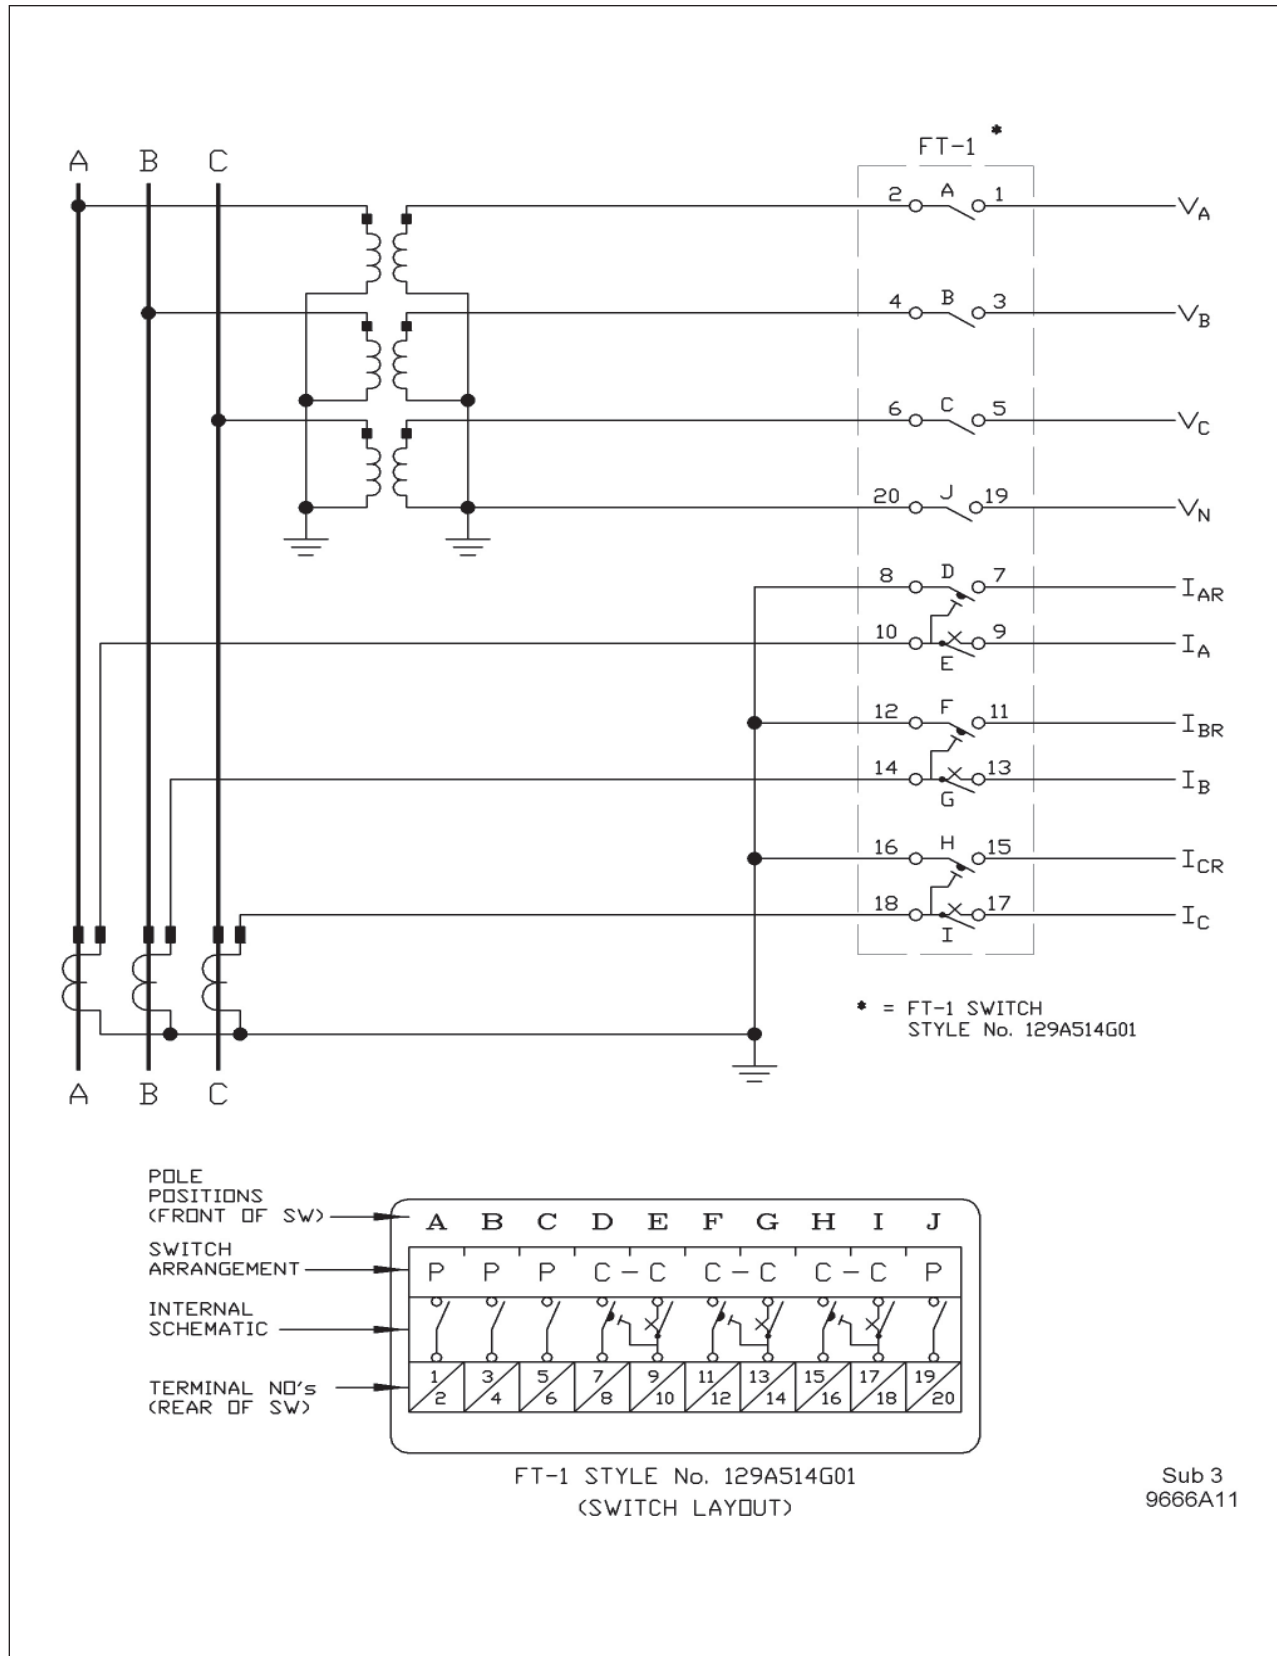 FT-1 *
A B C
2 A 1 VA
4 B 3 VB
6 C 5 VC
20 J 19 VN
8 D 7 IAR
10 9 IA
E
12 F 11 IBR
14 13 IB
G
16 H 15 ICR
18 17 IC
I
* = FT-1 SWITCH
STYLE No. 129A514G01
A B C
POLE
POSITIONS
(FRONT OF SW)
A B C D E F G H I J
SWITCH
ARRANGEMENT
P P P C-C C-C C-C P
INTERNAL
SCHEMATIC
TERMINAL NO's
(REAR OF SW)
1 3 5 7 9 11 13 15 17 19
2 4 6 8 10 12 14 16 18 20
FT-1 STYLE No. 129A514G01
(SWITCH LAYOUT)
Sub 3
9666A11